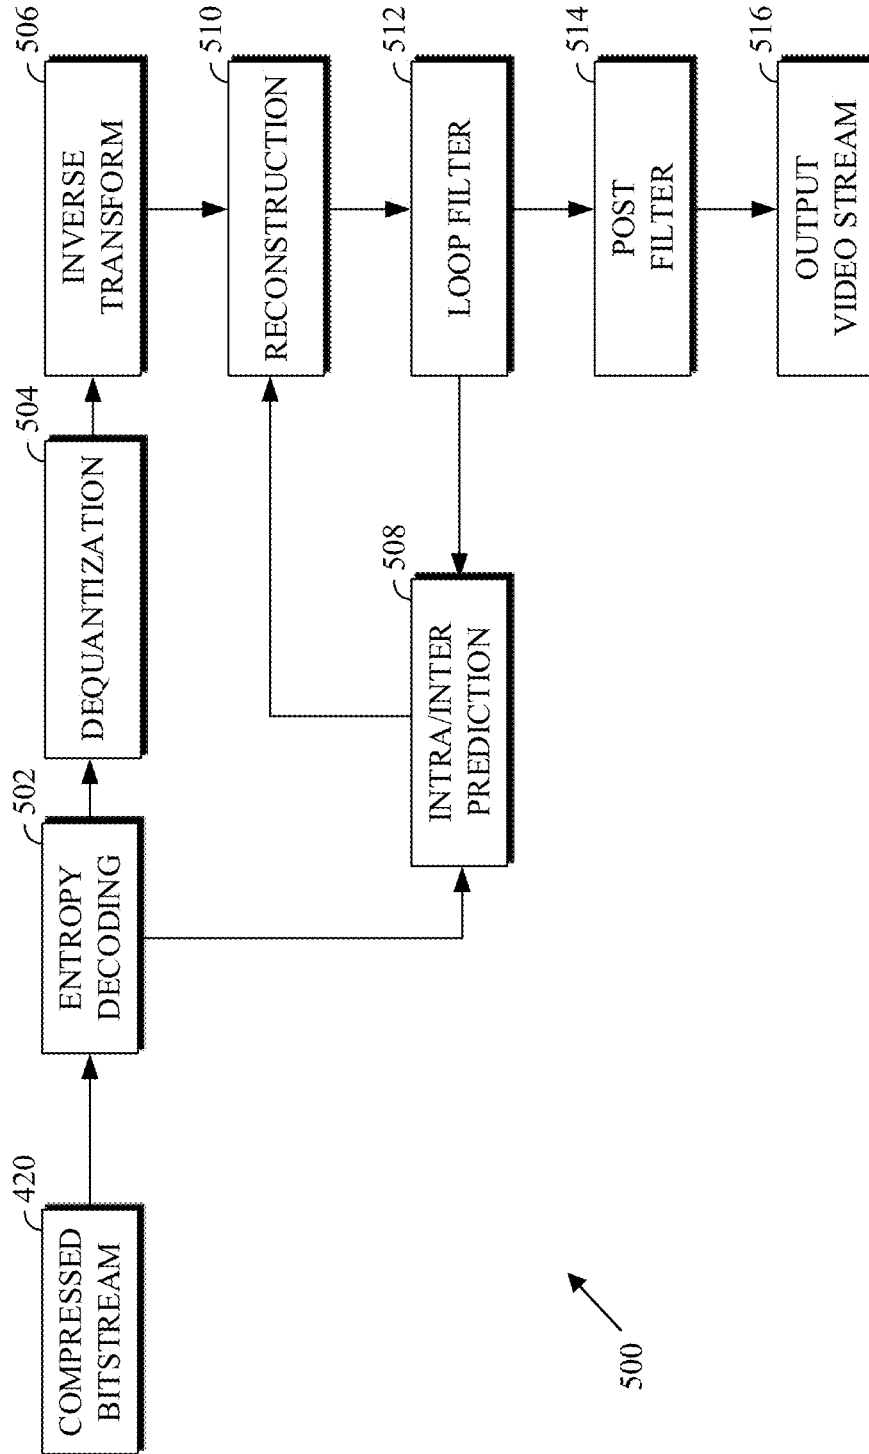 420
COMPRESSED
BITSTREAM
502
ENTROPY
DECODING
504
DEQUANTIZATION
506
INVERSE
TRANSFORM
508
INTRA/INTER
PREDICTION
510
RECONSTRUCTION
512
LOOP FILTER
514
POST
FILTER
516
OUTPUT
VIDEO STREAM
500